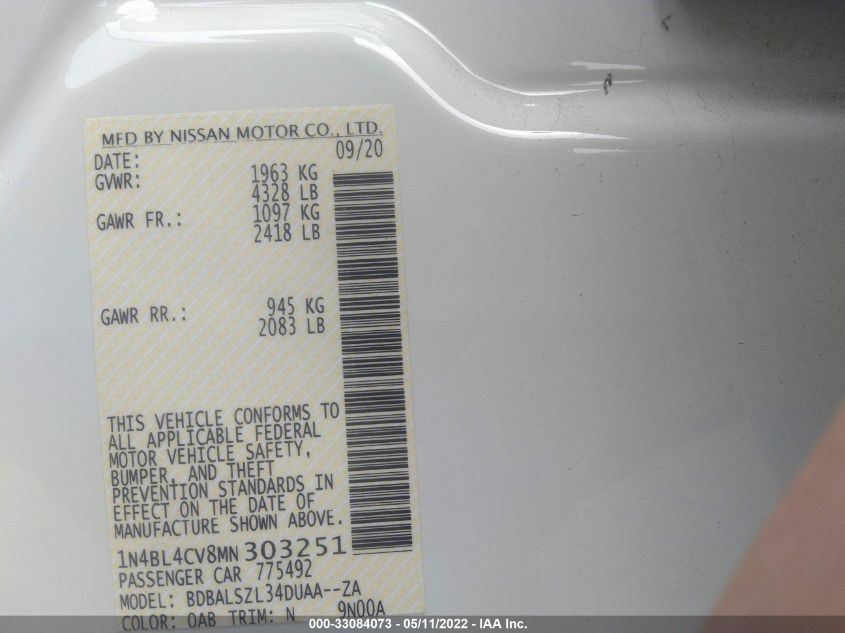 MFD BY NISSAN MOTOR CO., LTD.
DATE: 09/20
GVWR: 1963 KG
4328 LB
GAWR FR.: 1097 KG
2418 LB
GAWR RR.: 945 KG
2083 LB
THIS VEHICLE CONFORMS TO
ALL APPLICABLE FEDERAL
MOTOR VEHICLE SAFETY,
BUMPER, AND THEFT
PREVENTION STANDARDS IN
EFFECT ON THE DATE OF
MANUFACTURE SHOWN ABOVE.
1N4BL4CV8MN303251
PASSENGER CAR 775492
MODEL: BDBALSZL34DUAA--ZA
COLOR: QAB TRIM: N 9N00A
000-33084073 - 05/11/2022 - IAA Inc.